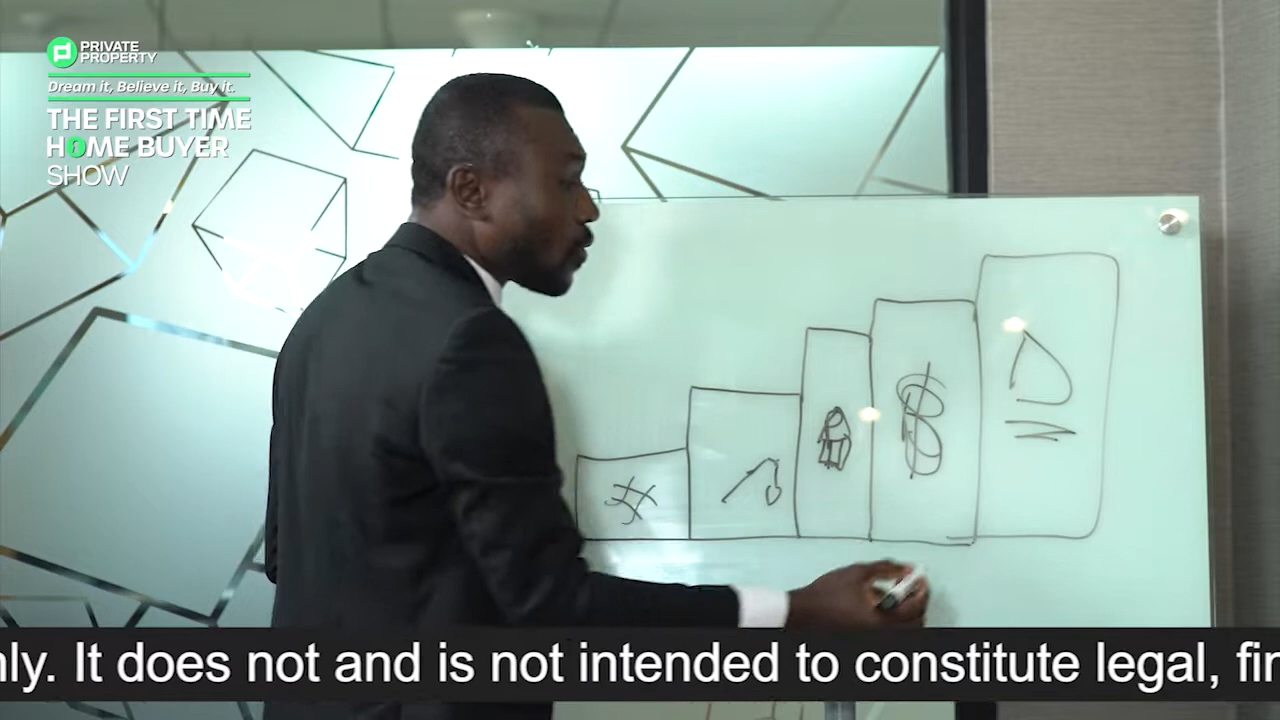 PRIVATE
PROPERTY
Dream it, Believe it, Buy it.
THE FIRST TIME
HOME BUYER
SHOW
#
$
nly. It does not and is not intended to constitute legal, fin